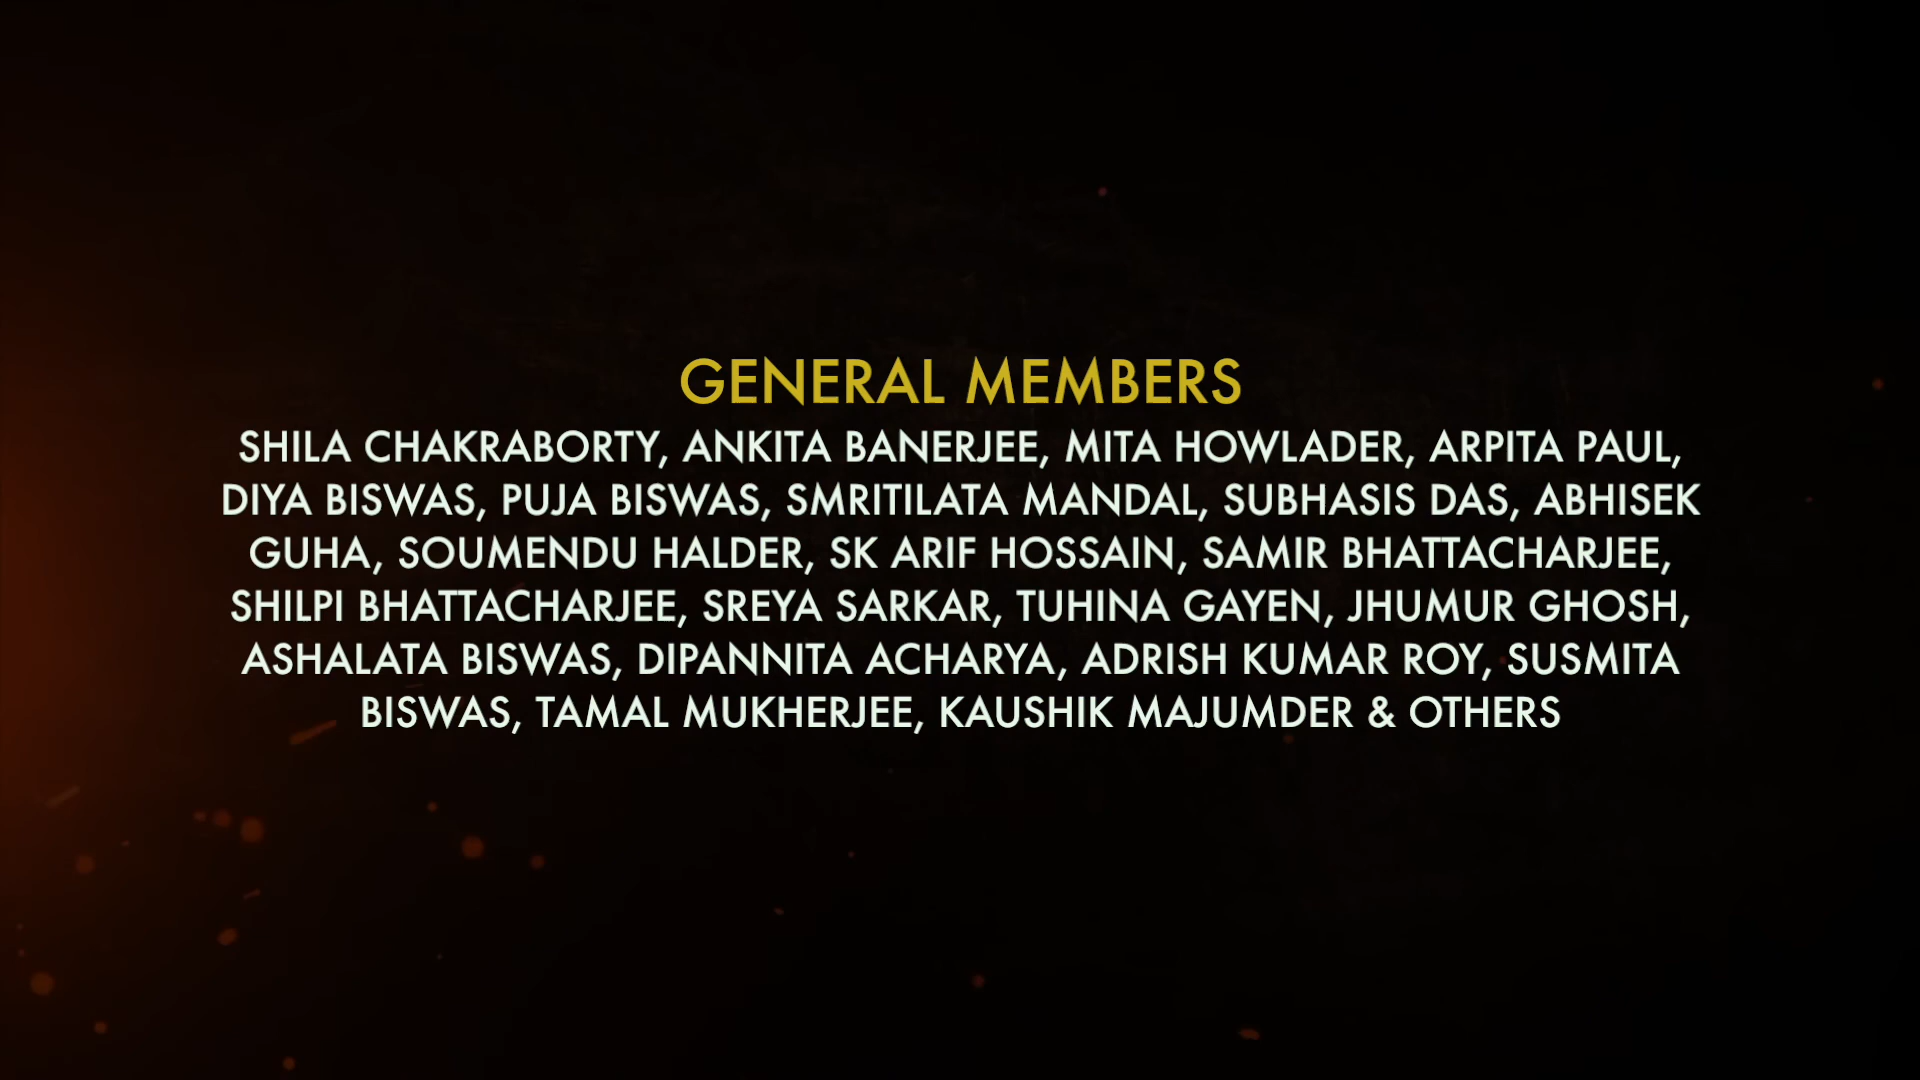 GENERAL MEMBERS
SHILA CHAKRABORTY, ANKITA BANERJEE, MITA HOWLADER, ARPITA PAUL,
DIYA BISWAS, PUJA BISWAS, SMRITILATA MANDAL, SUBHASIS DAS, ABHISEK
GUHA, SOUMENDU HALDER, SK ARIF HOSSAIN, SAMIR BHATTACHARJEE,
SHILPI BHATTACHARJEE, SREYA SARKAR, TUHINA GAYEN, JHUMUR GHOSH,
ASHALATA BISWAS, DIPANNITA ACHARYA, ADRISH KUMAR ROY, SUSMITA
BISWAS, TAMAL MUKHERJEE, KAUSHIK MAJUMDER & OTHERS